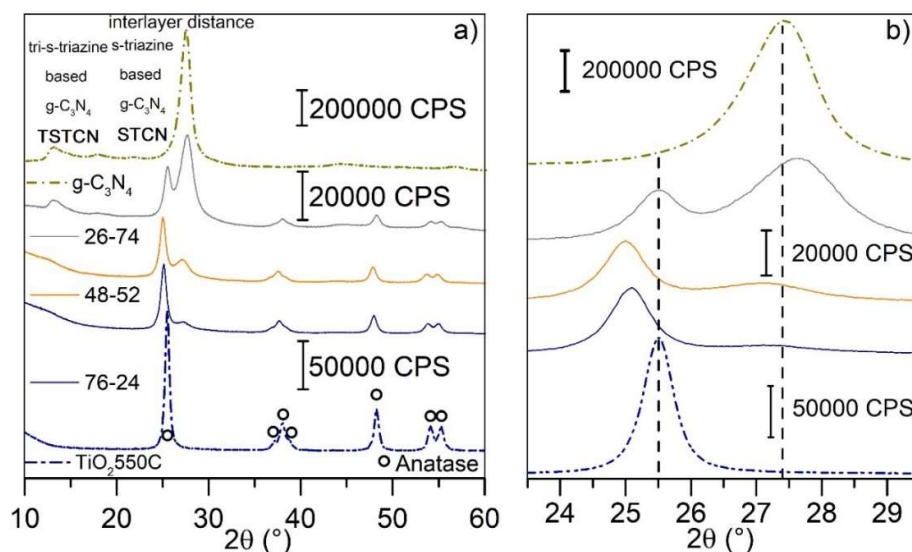 interlayer distance
a)
tri-s-triazine s-triazine
based based
g-C₃N₄ g-C₃N₄
TSTCN STCN
200000 CPS
g-C₃N₄
20000 CPS
26-74
48-52
50000 CPS
76-24
TiO₂550C
Anatase
10 20 30 40 50 60
2θ (°)
b)
200000 CPS
20000 CPS
50000 CPS
24 25 26 27 28 29
2θ (°)